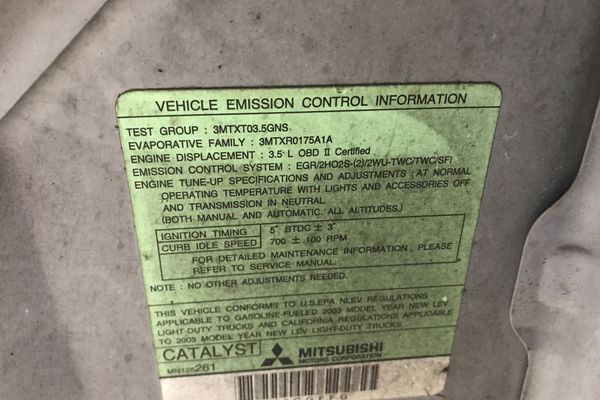 VEHICLE EMISSION CONTROL INFORMATION
TEST GROUP : 3MTXT03.5GNS
EVAPORATIVE FAMILY : 3MTXR0175A1A
ENGINE DISPLACEMENT : 3.5 L OBD II Certified
EMISSION CONTROL SYSTEM : EGR/2HO2S-(2)/2WU-TWC/TWC/SFI
ENGINE TUNE-UP SPECIFICATIONS AND ADJUSTMENTS : AT NORMAL
OPERATING TEMPERATURE WITH LIGHTS AND ACCESSORIES OFF
AND TRANSMISSION IN NEUTRAL
(BOTH MANUAL AND AUTOMATIC. ALL ALTITUDES.)
IGNITION TIMING 5° BTDC ± 3°
CURB IDLE SPEED 700 ± 100 RPM
FOR DETAILED MAINTENANCE INFORMATION, PLEASE
REFER TO SERVICE MANUAL.
NOTE : NO OTHER ADJUSTMENTS NEEDED.
THIS VEHICLE CONFORMS TO U.S.EPA NLEV REGULATIONS
APPLICABLE TO GASOLINE-FUELED 2003 MODEL YEAR NEW LEV
LIGHT-DUTY TRUCKS AND CALIFORNIA REGULATIONS APPLICABLE
TO 2003 MODEL YEAR NEW LEV LIGHT-DUTY TRUCKS.
CATALYST MITSUBISHI
MOTORS CORPORATION
MN125261